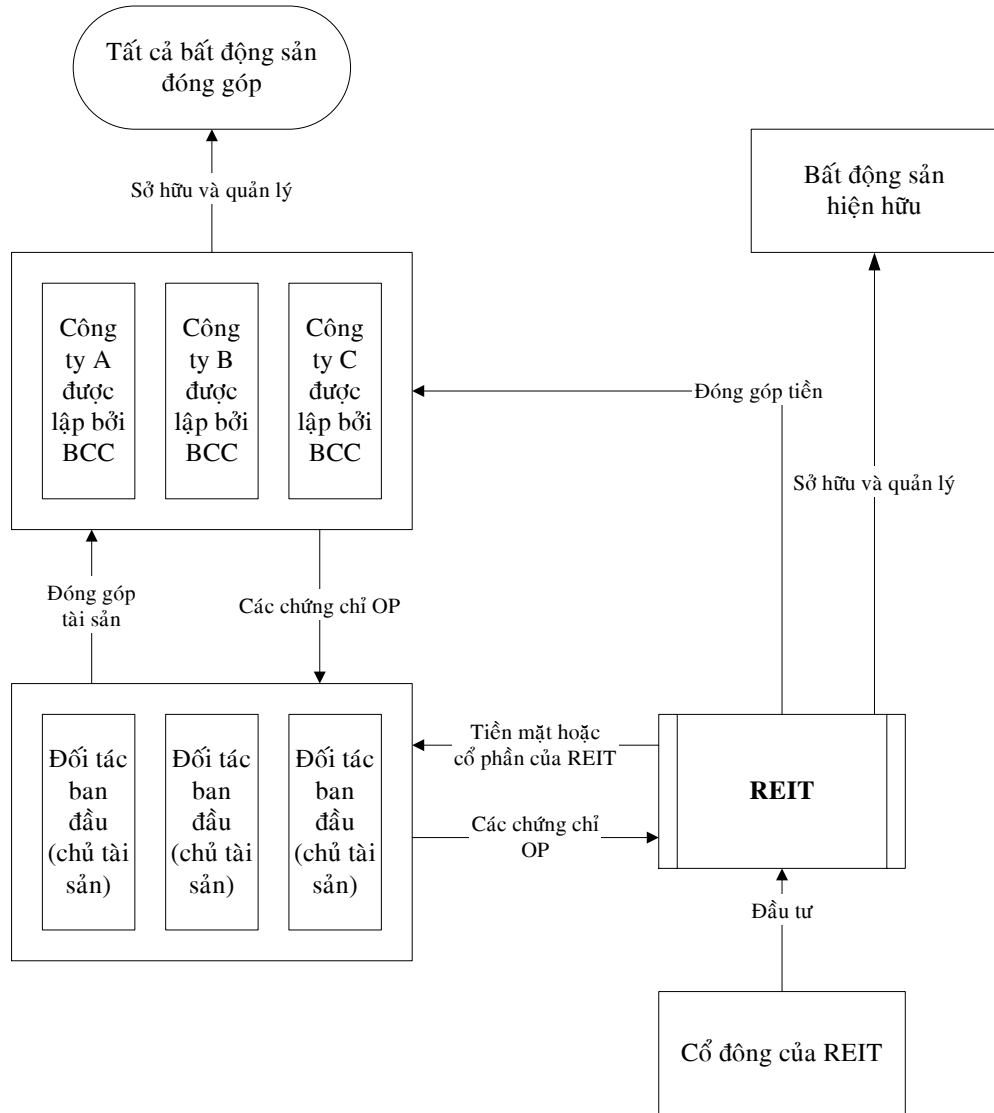 Tất cả bất động sản
đóng góp
Sở hữu và quản lý
Bất động sản
hiện hữu
Công
ty A
được
lập bởi
BCC
Công
ty B
được
lập bởi
BCC
Công
ty C
được
lập bởi
BCC
Đóng góp tiền
Sở hữu và quản lý
Đóng góp
tài sản
Các chứng chỉ OP
Đối tác
ban
đầu
(chủ tài
sản)
Đối tác
ban
đầu
(chủ tài
sản)
Đối tác
ban
đầu
(chủ tài
sản)
Tiền mặt hoặc
cổ phần của REIT
Các chứng chỉ
OP
REIT
Đầu tư
Cổ đông của REIT